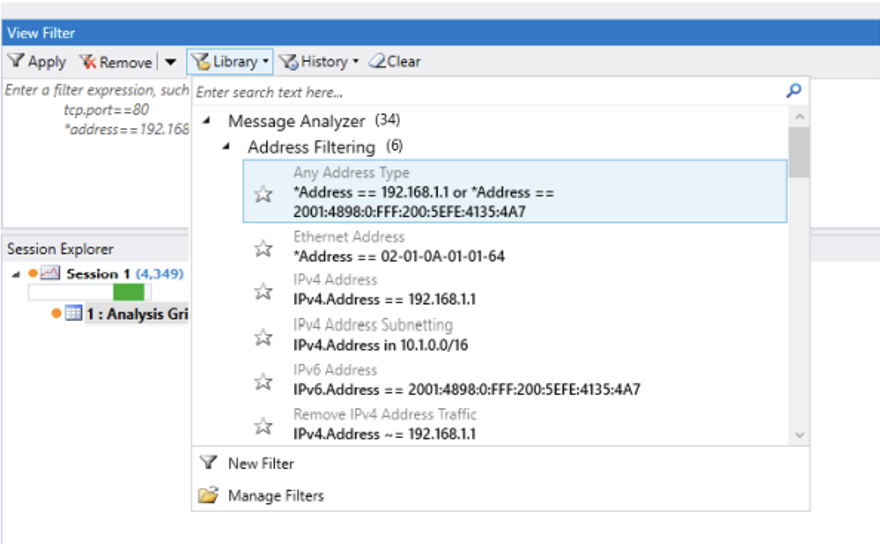 View Filter
Apply Remove Library History Clear
Enter a filter expression, such
tcp.port==80
*address==192.168
Enter search text here...
Message Analyzer (34)
Address Filtering (6)
Any Address Type
*Address == 192.168.1.1 or *Address ==
2001:4898:0:FFF:200:5EFE:4135:4A7
Ethernet Address
*Address == 02-01-0A-01-01-64
IPv4 Address
IPv4.Address == 192.168.1.1
IPv4 Address Subnetting
IPv4.Address in 10.1.0.0/16
IPv6 Address
IPv6.Address == 2001:4898:0:FFF:200:5EFE:4135:4A7
Remove IPv4 Address Traffic
IPv4.Address ~= 192.168.1.1
New Filter
Manage Filters
Session Explorer
Session 1 (4,349)
1 : Analysis Gri